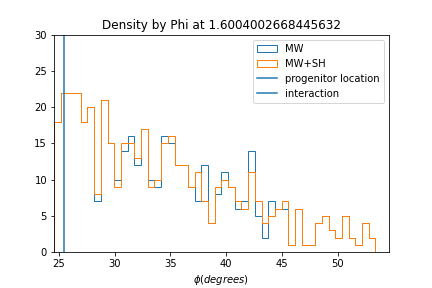 Density by Phi at 1.6004002668445632
30
25
20
15
10
5
0
MW
MW+SH
progenitor location
interaction
25 30 35 40 45 50
ϕ(degrees)